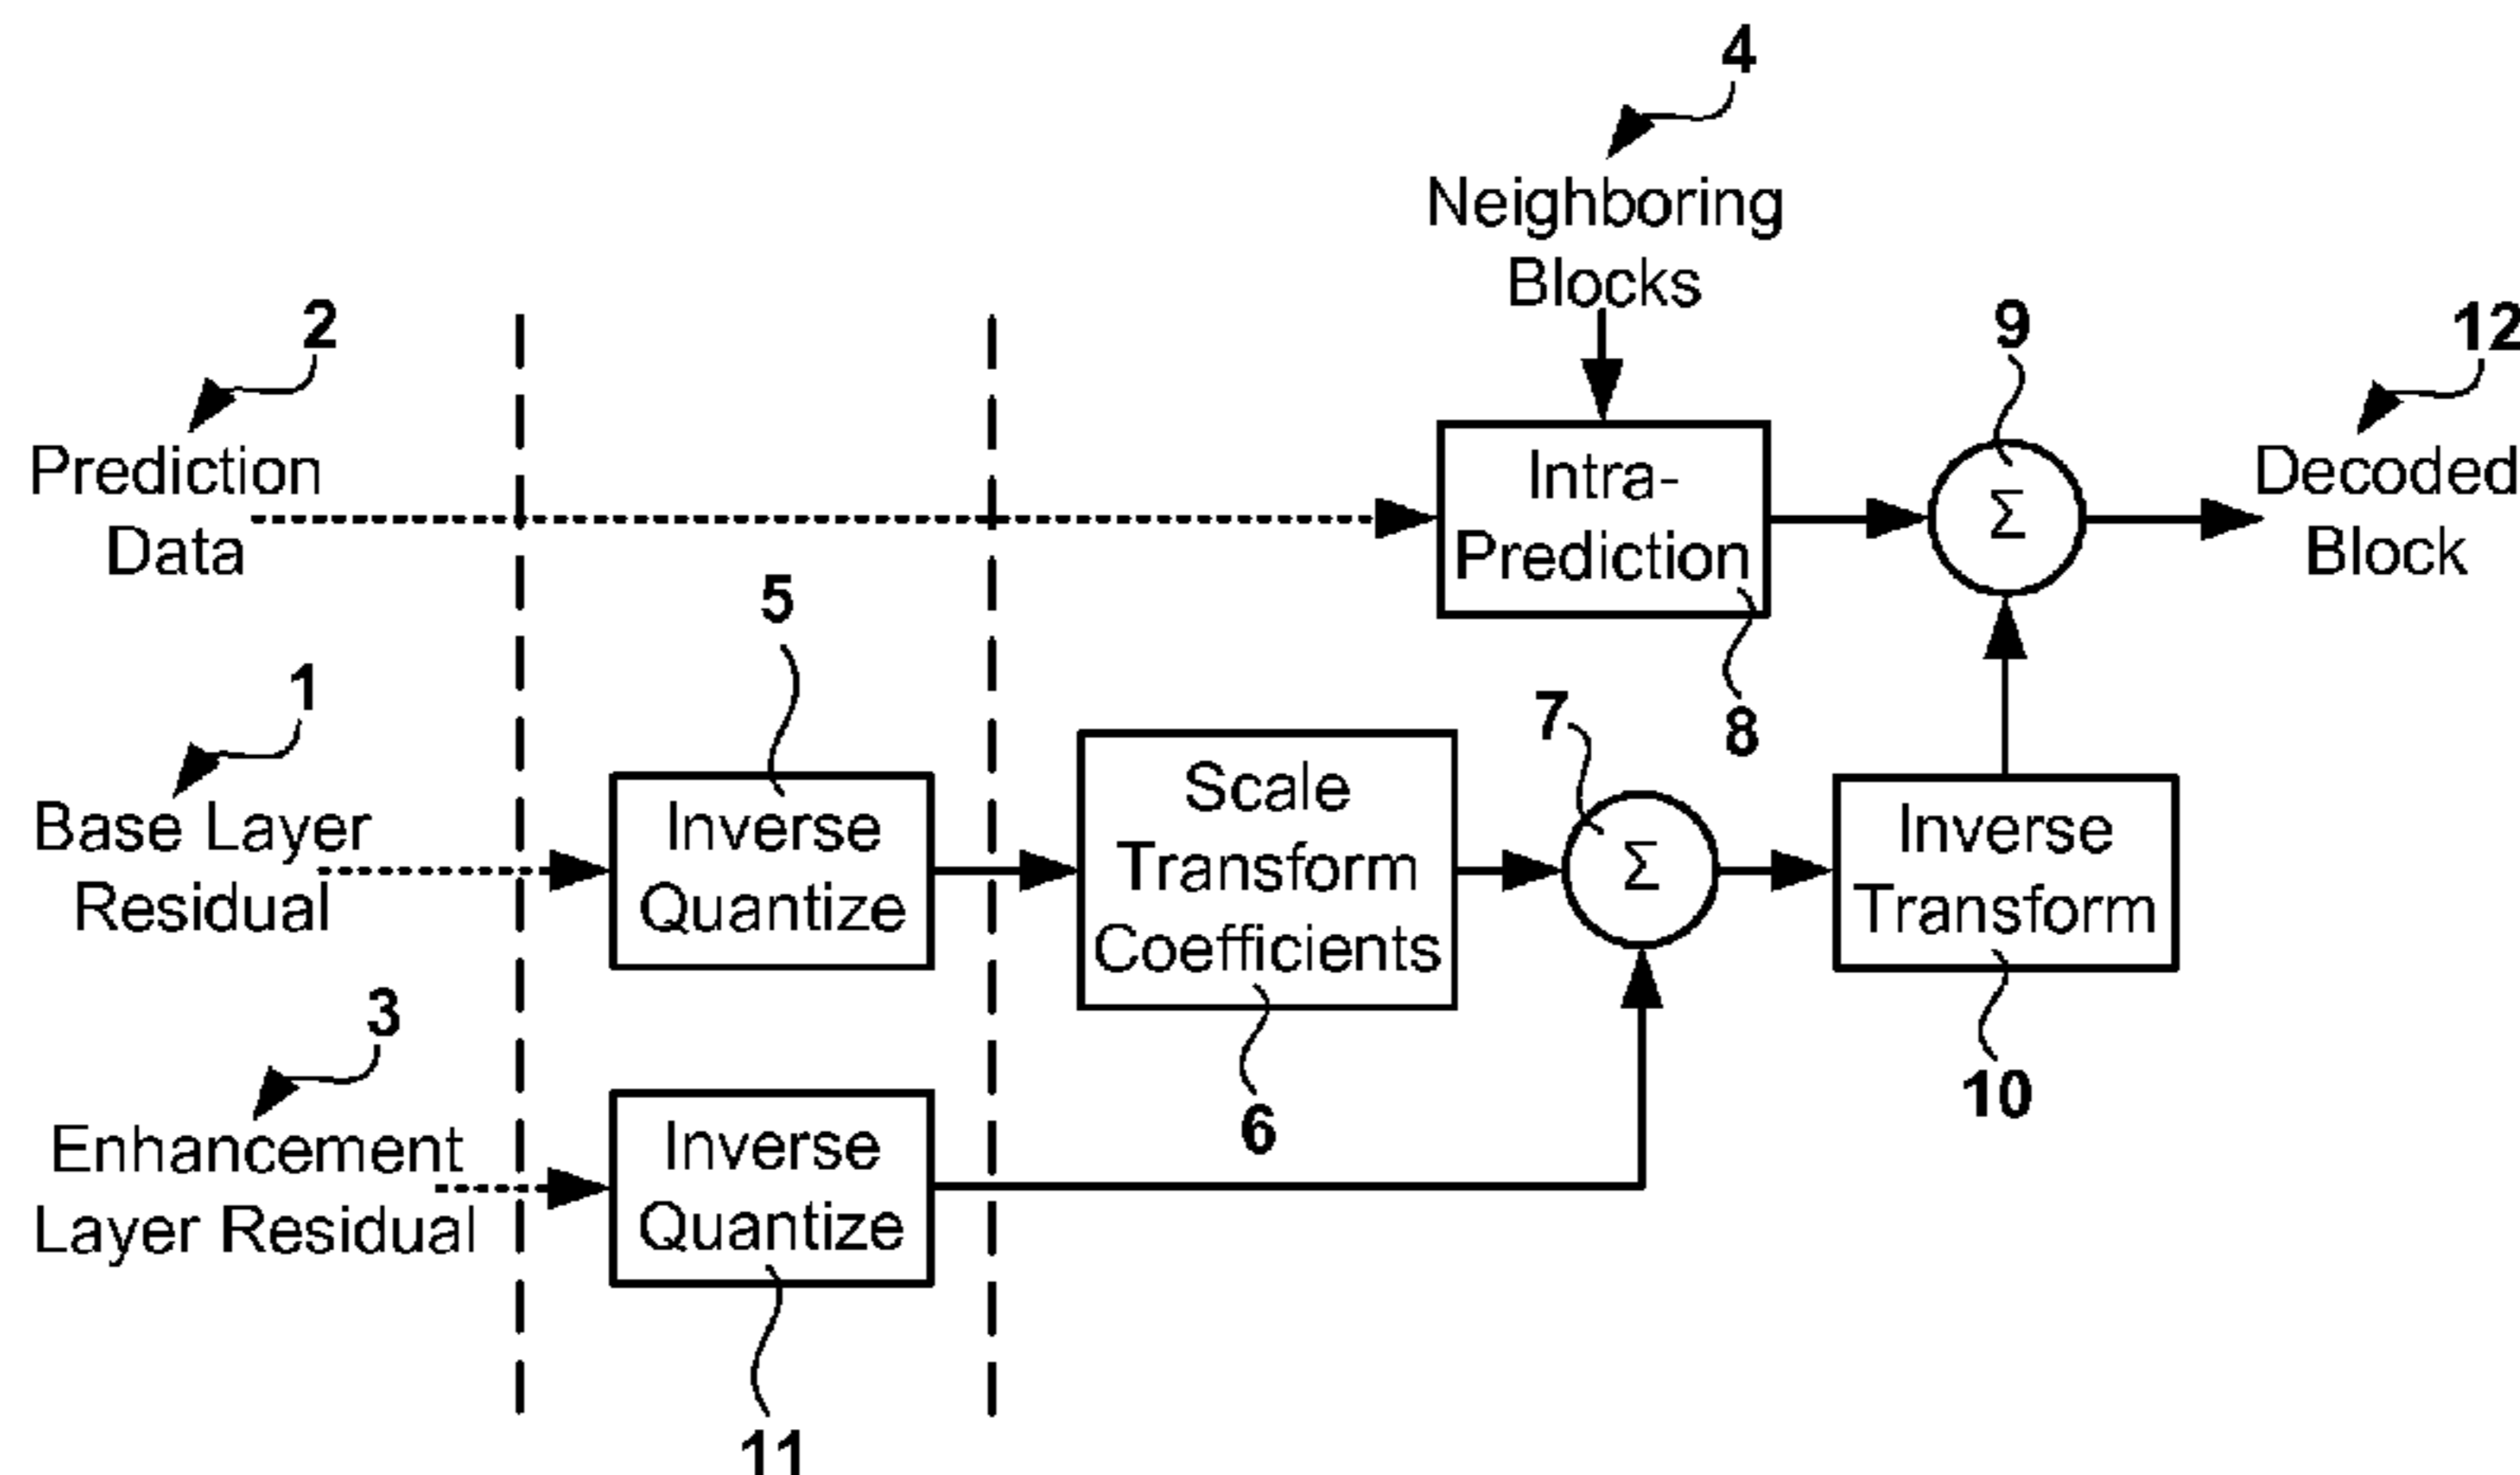 4
Neighboring
Blocks
2
9
12
Prediction
Data
Intra-
Prediction
Σ
Decoded
Block
5
1
7
8
Base Layer
Residual
Inverse
Quantize
Scale
Transform
Coefficients
Σ
Inverse
Transform
3
6
10
Enhancement
Layer Residual
Inverse
Quantize
11